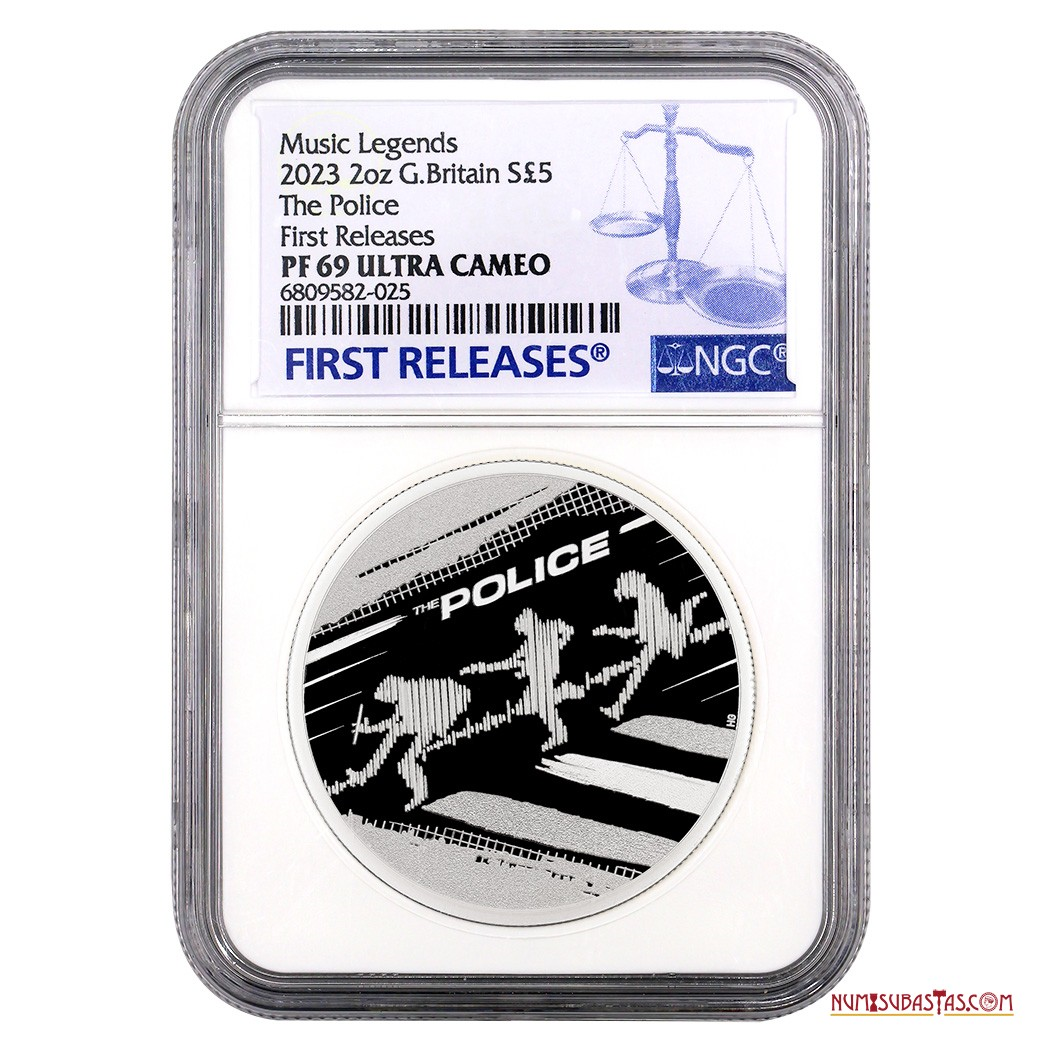 Music Legends
2023 2oz G.Britain S£5
The Police
First Releases
PF 69 ULTRA CAMEO
6809582-025
FIRST RELEASES®
NGC®
THE POLICE
HG
NUMISUBASTAS.COM